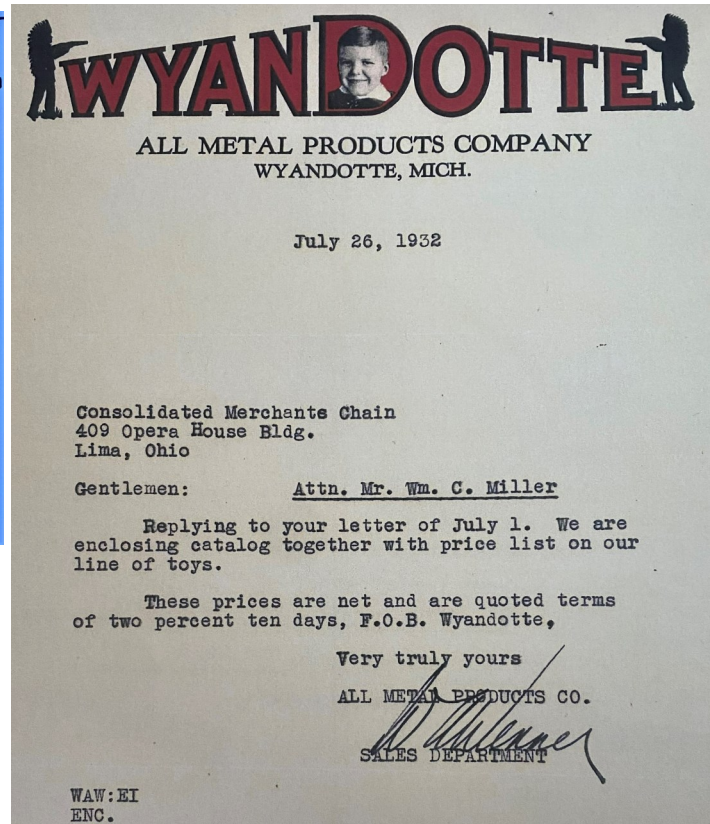 WYANDOTTE
ALL METAL PRODUCTS COMPANY
WYANDOTTE, MICH.
July 26, 1932
Consolidated Merchants Chain
409 Opera House Bldg.
Lima, Ohio
Gentlemen: Attn. Mr. Wm. C. Miller
Replying to your letter of July 1. We are
enclosing catalog together with price list on our
line of toys.
These prices are net and are quoted terms
of two percent ten days, F.O.B. Wyandotte,
Very truly yours
ALL METAL PRODUCTS CO.
SALES DEPARTMENT
WAW:EI
ENC.